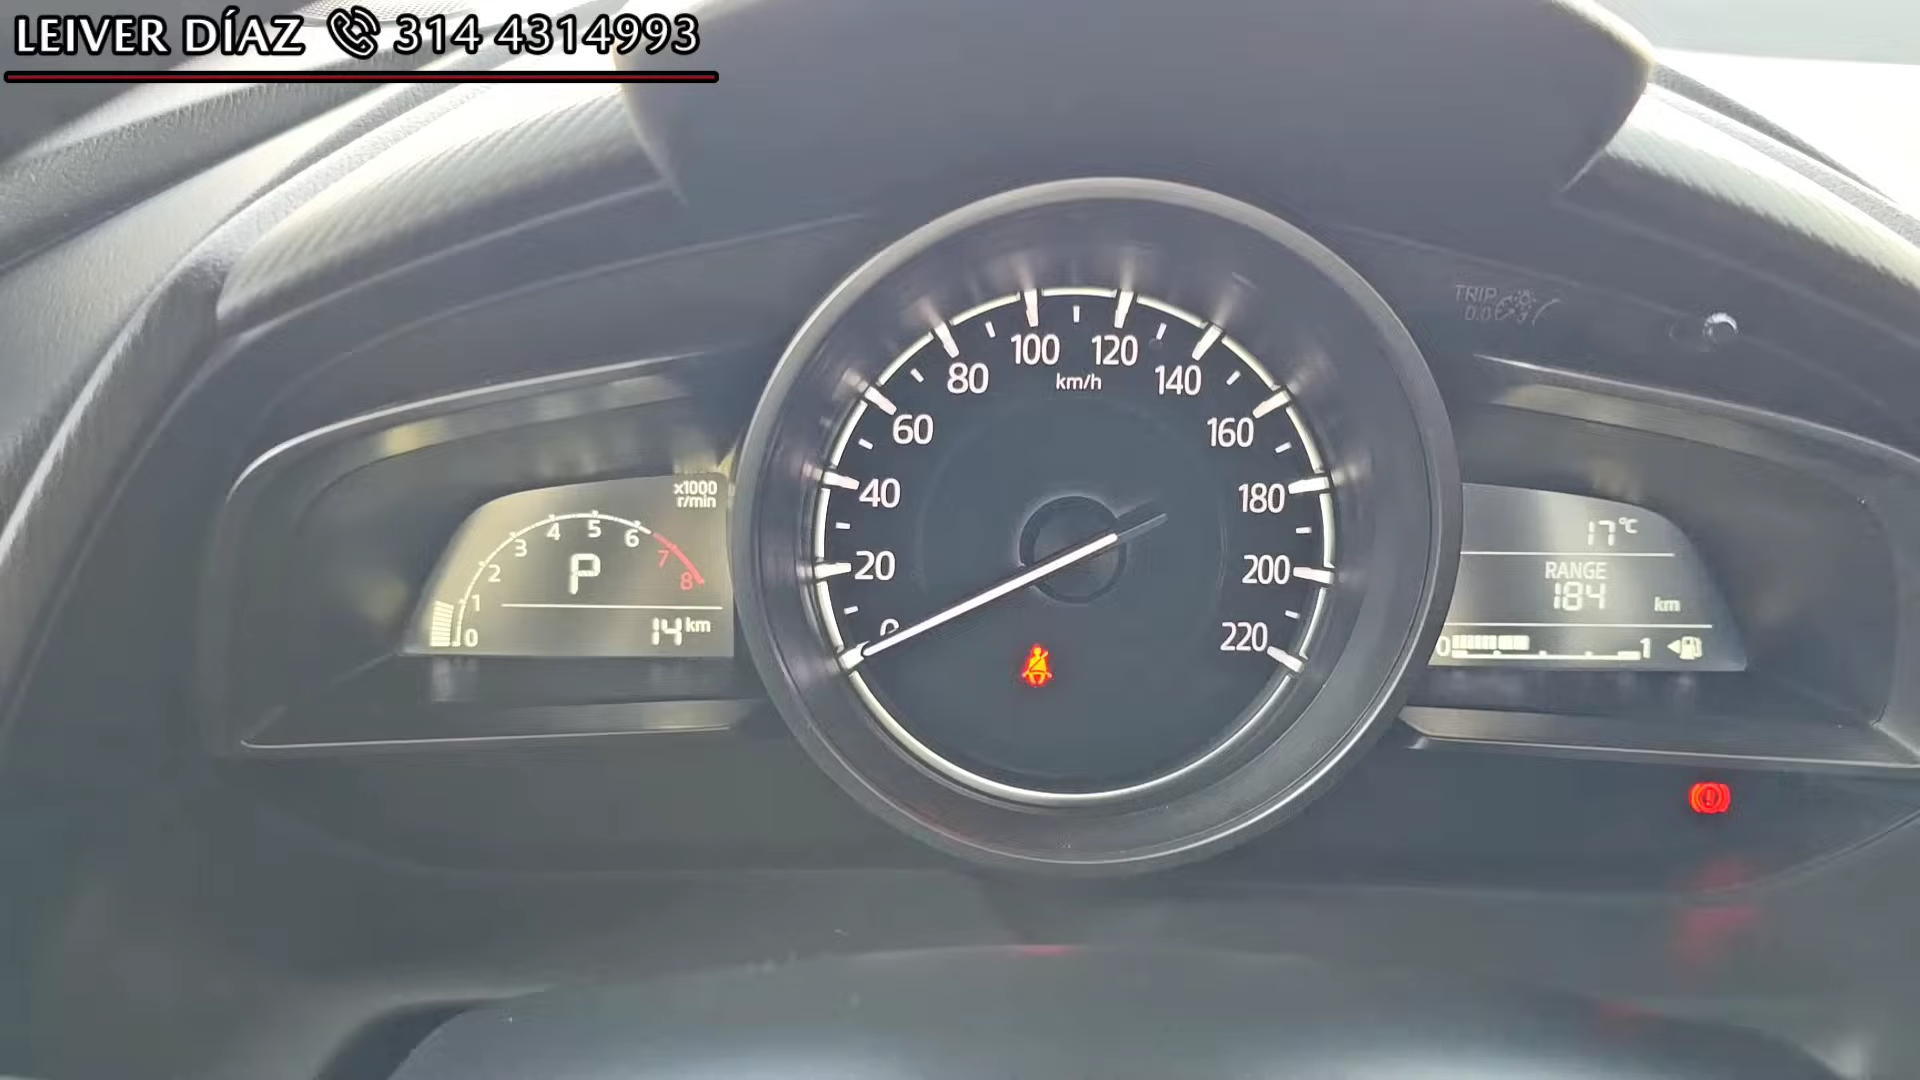 LEIVER DÍAZ 314 4314993
TRIP
0.0
x1000
r/min
0 1 2 3 4 5 6 7 8
P
14 km
0 20 40 60 80 100 120 140 160 180 200 220
km/h
17°C
RANGE
184 km
0 1